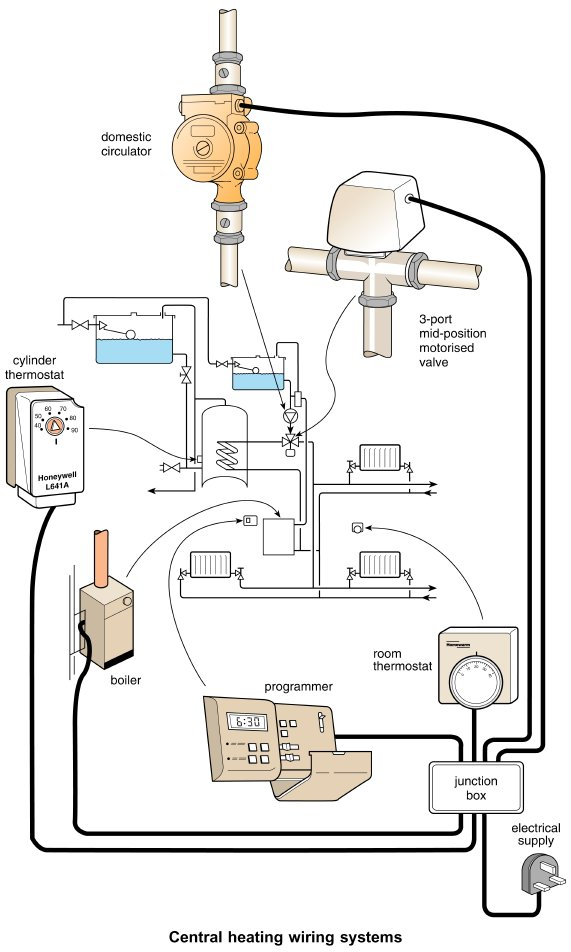 domestic
circulator
3-port
mid-position
motorised
valve
cylinder
thermostat
60 70
50 80
40 90
Honeywell
L641A
boiler
programmer
6:30
room
thermostat
junction
box
electrical
supply
Central heating wiring systems